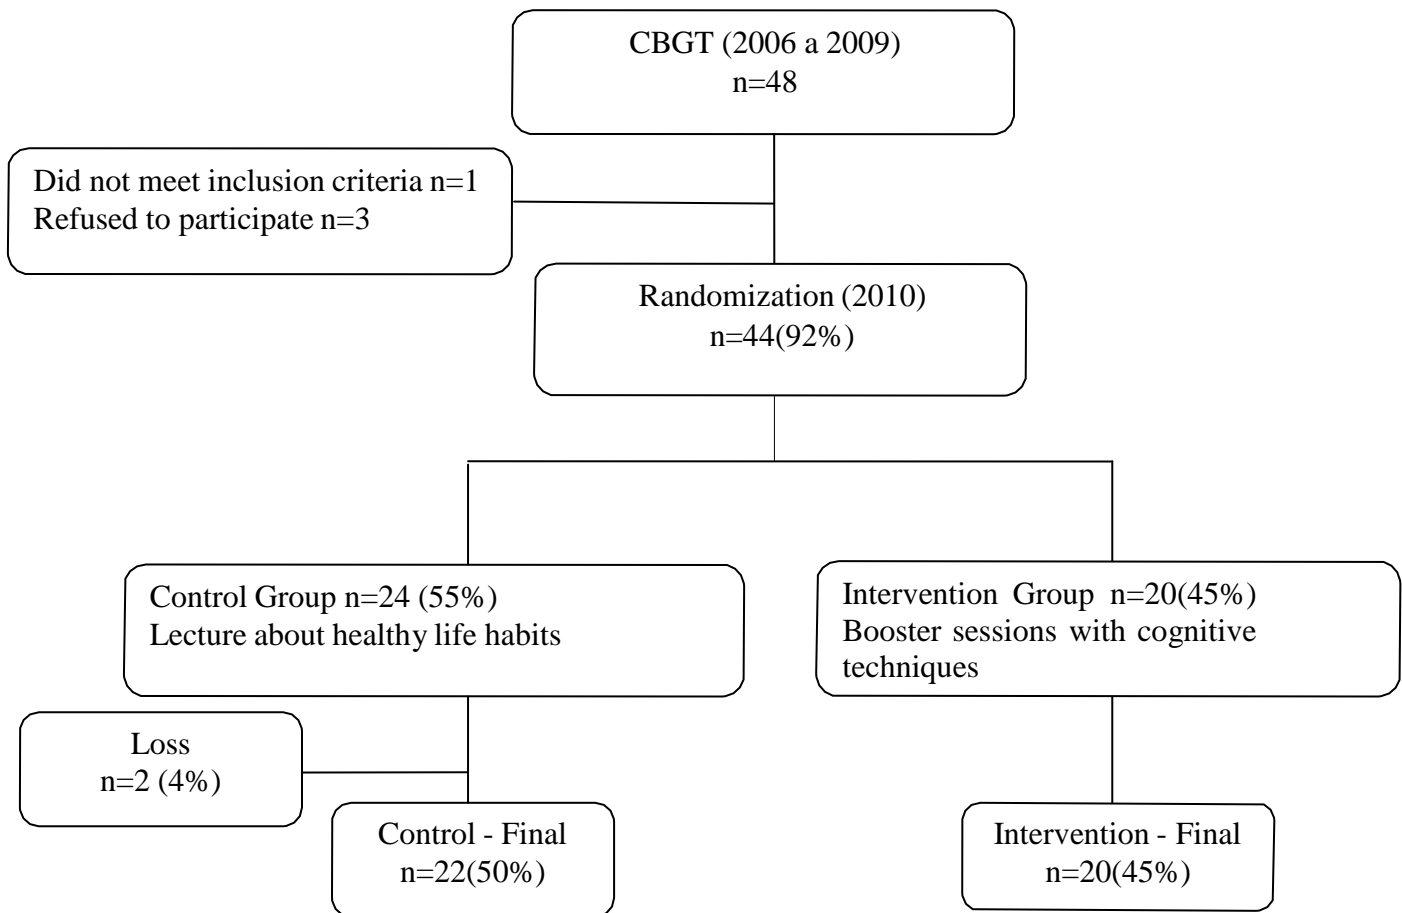 CBGT (2006 a 2009)
n=48
Did not meet inclusion criteria n=1
Refused to participate n=3
Randomization (2010)
n=44(92%)
Control Group n=24 (55%)
Lecture about healthy life habits
Intervention Group n=20(45%)
Booster sessions with cognitive
techniques
Loss
n=2 (4%)
Control - Final
n=22(50%)
Intervention - Final
n=20(45%)